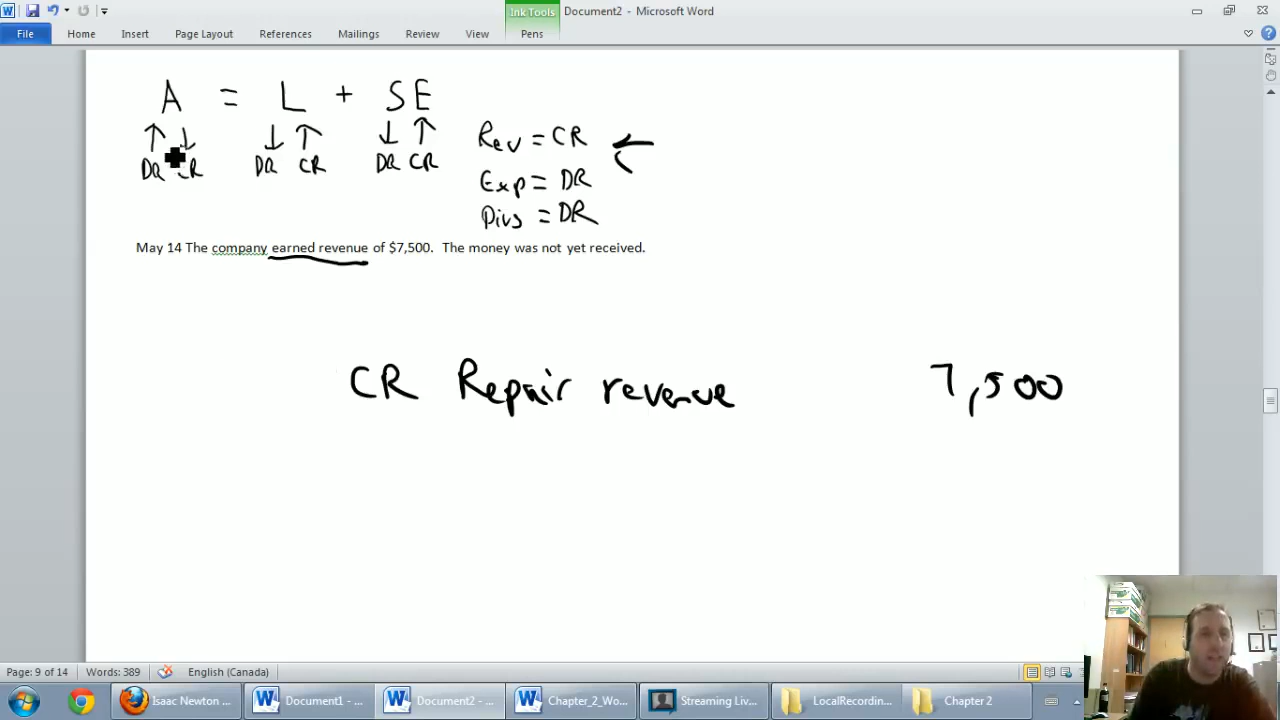 Ink Tools
Document2 - Microsoft Word
File Home Insert Page Layout References Mailings Review View Pens
A = L + SE
DR CR DR CR DR CR
Rev = CR
Exp = DR
Divs = DR
May 14 The company earned revenue of $7,500. The money was not yet received.
CR Repair revenue 7,500
Page: 9 of 14 Words: 389 English (Canada)
Isaac Newton ... Document1 - ... Document2 - ... Chapter_2_Wo... Streaming Liv... LocalRecordin... Chapter 2